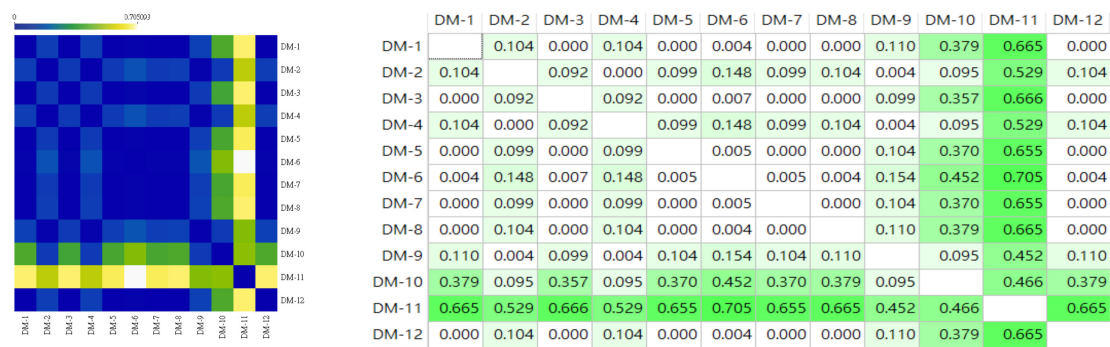 0 0.705093
DM-1
DM-2
DM-3
DM-4
DM-5
DM-6
DM-7
DM-8
DM-9
DM-10
DM-11
DM-12
DM-1 DM-2 DM-3 DM-4 DM-5 DM-6 DM-7 DM-8 DM-9 DM-10 DM-11 DM-12
DM-1 DM-2 DM-3 DM-4 DM-5 DM-6 DM-7 DM-8 DM-9 DM-10 DM-11 DM-12
DM-1 0.104 0.000 0.104 0.000 0.004 0.000 0.000 0.110 0.379 0.665 0.000
DM-2 0.104 0.092 0.000 0.099 0.148 0.099 0.104 0.004 0.095 0.529 0.104
DM-3 0.000 0.092 0.092 0.000 0.007 0.000 0.000 0.099 0.357 0.666 0.000
DM-4 0.104 0.000 0.092 0.099 0.148 0.099 0.104 0.004 0.095 0.529 0.104
DM-5 0.000 0.099 0.000 0.099 0.005 0.000 0.000 0.104 0.370 0.655 0.000
DM-6 0.004 0.148 0.007 0.148 0.005 0.005 0.004 0.154 0.452 0.705 0.004
DM-7 0.000 0.099 0.000 0.099 0.000 0.005 0.000 0.104 0.370 0.655 0.000
DM-8 0.000 0.104 0.000 0.104 0.000 0.004 0.000 0.110 0.379 0.665 0.000
DM-9 0.110 0.004 0.099 0.004 0.104 0.154 0.104 0.110 0.095 0.452 0.110
DM-10 0.379 0.095 0.357 0.095 0.370 0.452 0.370 0.379 0.095 0.466 0.379
DM-11 0.665 0.529 0.666 0.529 0.655 0.705 0.655 0.665 0.452 0.466 0.665
DM-12 0.000 0.104 0.000 0.104 0.000 0.004 0.000 0.000 0.110 0.379 0.665